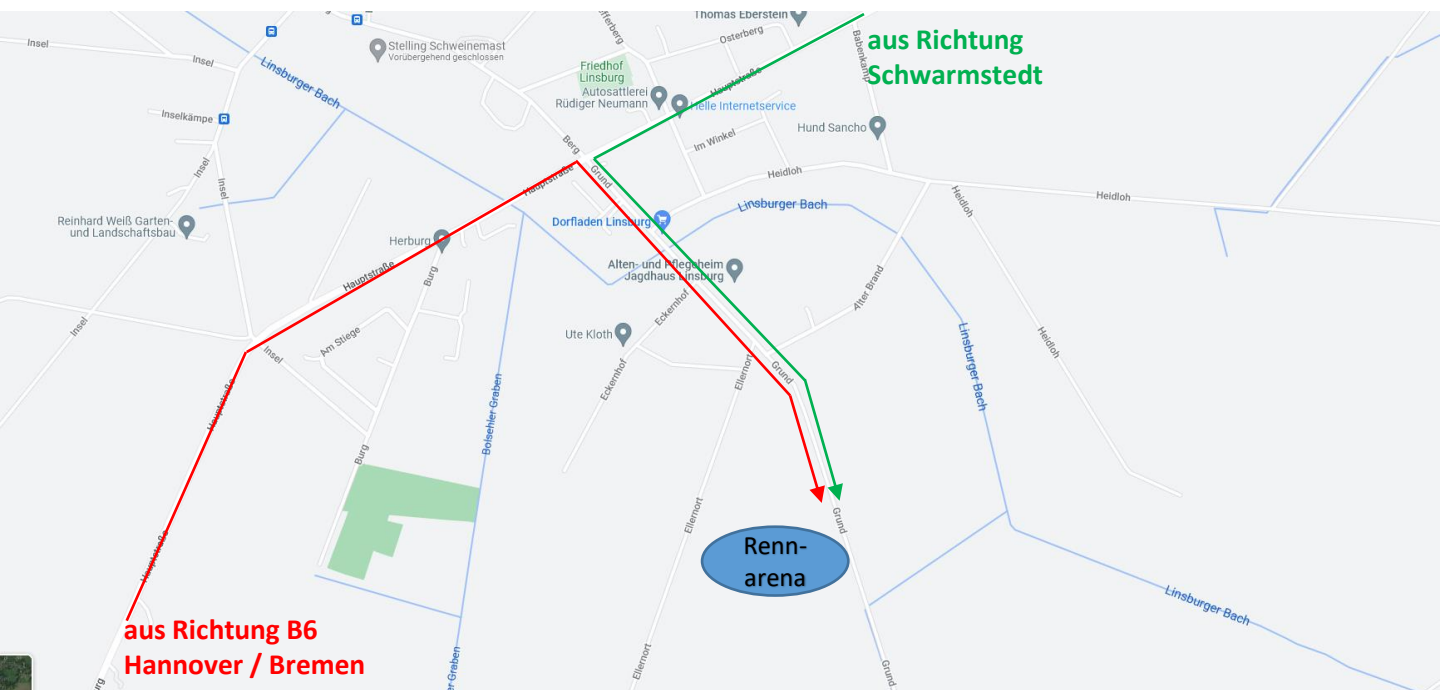 Thomas Eberstein
Insel
Stelling Schweinemast
Vorübergehend geschlossen
Osterberg
Babenkamp
aus Richtung
Schwarmstedt
Insel
Linsburger Bach
Friedhof
Linsburg
Autosattlerei
Rüdiger Neumann
Hauptstraße
Helle Internetservice
Inselkämpe
Hund Sancho
Im Winkel
Berg
Insel
Insel
Hauptstraße
Grund
Heidloh
Heidloh
Heidloh
Reinhard Weiß Garten-
und Landschaftsbau
Herburg
Dorfladen Linsburg
Linsburger Bach
Hauptstraße
Burg
Alten- und Pflegeheim
Jagdhaus Linsburg
Eckernhof
Alter Brand
Insel
Am Stiege
Ute Kloth
Linsburger Bach
Heidloh
Insel
Hauptstraße
Eckernhof
Ellernort
Grund
Bolsehler Graben
Burg
Ellernort
Grund
Renn-
arena
Hauptstraße
Linsburger Bach
aus Richtung B6
Hannover / Bremen
Ellernort
Grund